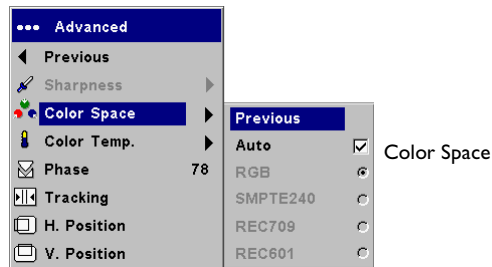 Advanced
Previous
Sharpness
Color Space
Color Temp.
Phase 78
Tracking
H. Position
V. Position
Previous
Auto
RGB
SMPTE240
REC709
REC601
Color Space